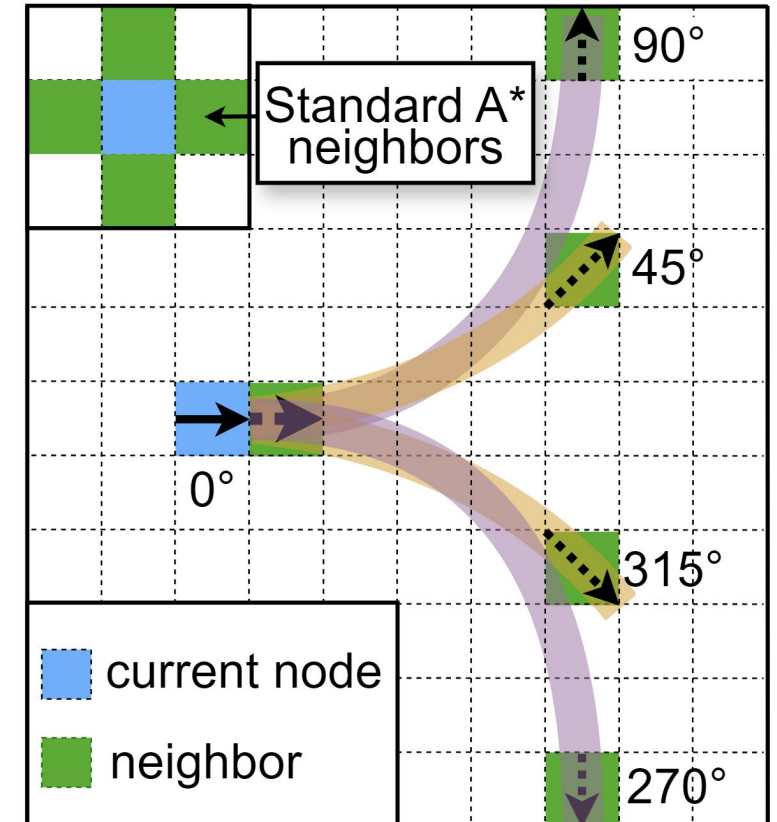 90°
Standard A*
neighbors
45°
0°
315°
current node
neighbor
270°